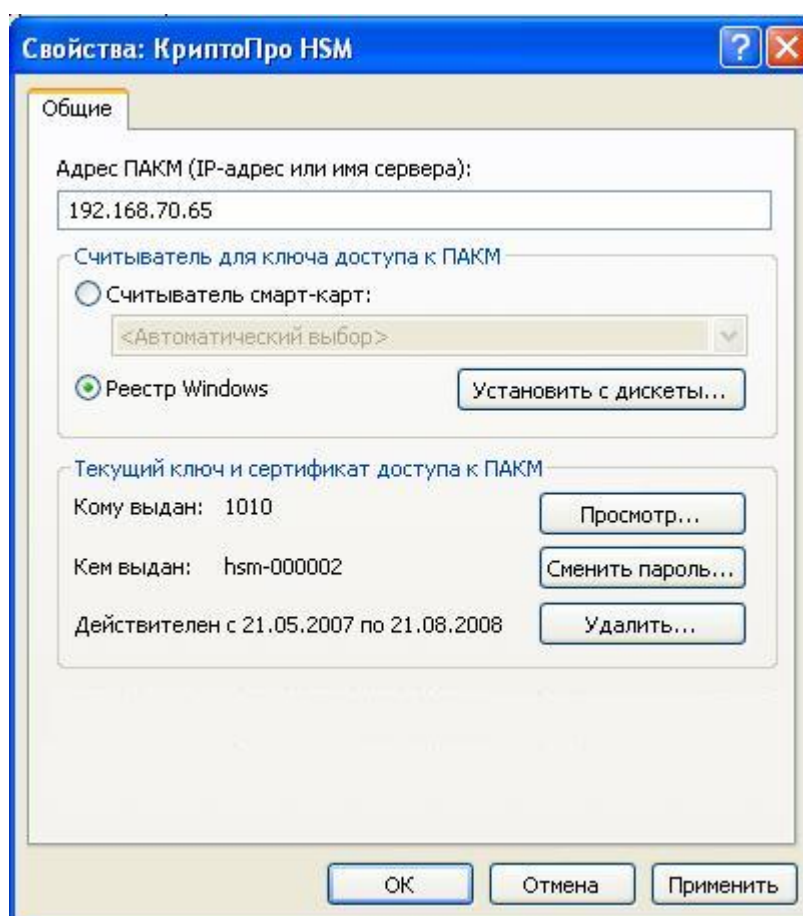 Свойства: КриптоПро HSM
Общие
Адрес ПАКМ (IP-адрес или имя сервера):
192.168.70.65
Считыватель для ключа доступа к ПАКМ
Считыватель смарт-карт:
<Автоматический выбор>
Реестр Windows Установить с дискеты...
Текущий ключ и сертификат доступа к ПАКМ
Кому выдан: 1010 Просмотр...
Кем выдан: hsm-000002 Сменить пароль...
Действителен с 21.05.2007 по 21.08.2008 Удалить...
ОК Отмена Применить